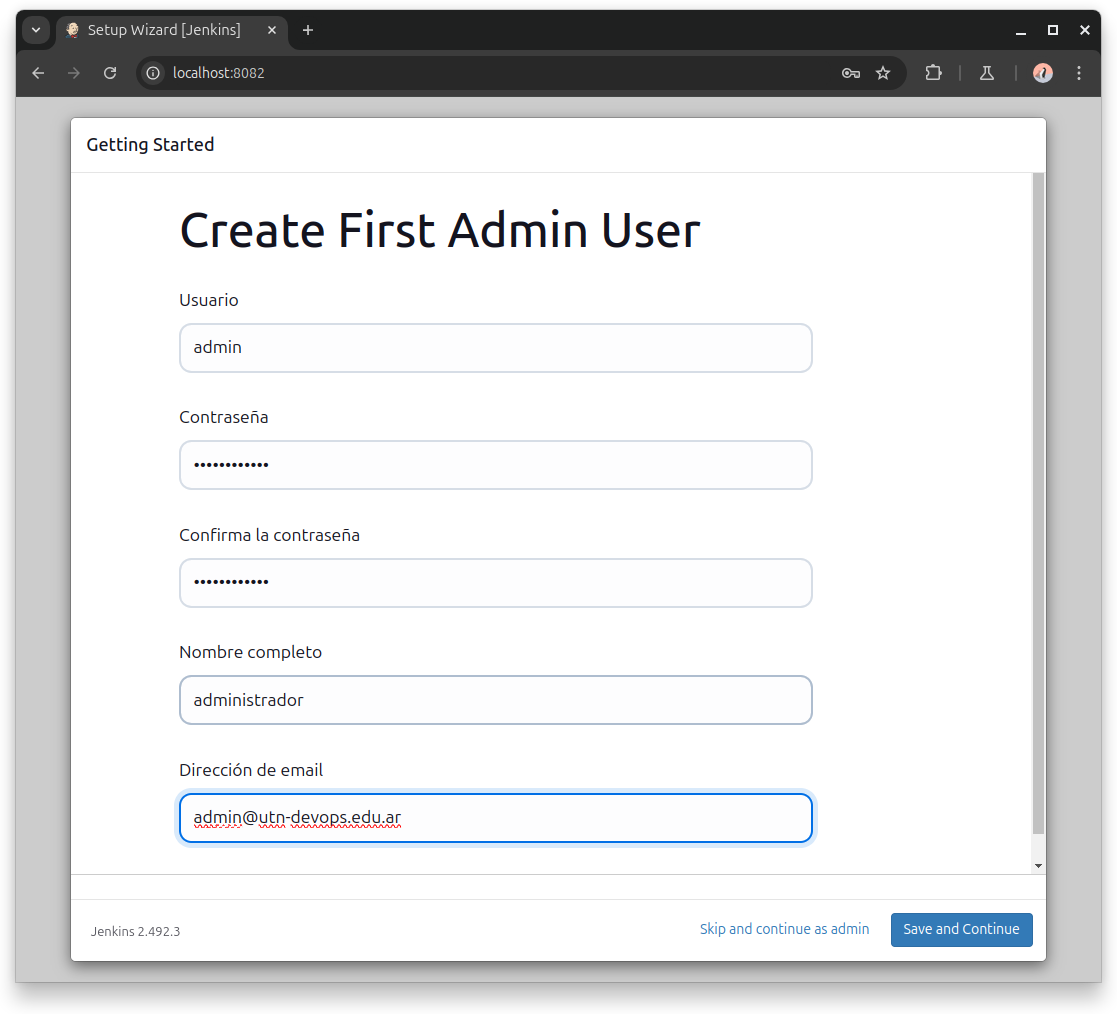 Setup Wizard [Jenkins]
localhost:8082
Getting Started
Create First Admin User
Usuario
admin
Contraseña
••••••••••••
Confirma la contraseña
••••••••••••
Nombre completo
administrador
Dirección de email
admin@utn-devops.edu.ar
Jenkins 2.492.3
Skip and continue as admin
Save and Continue